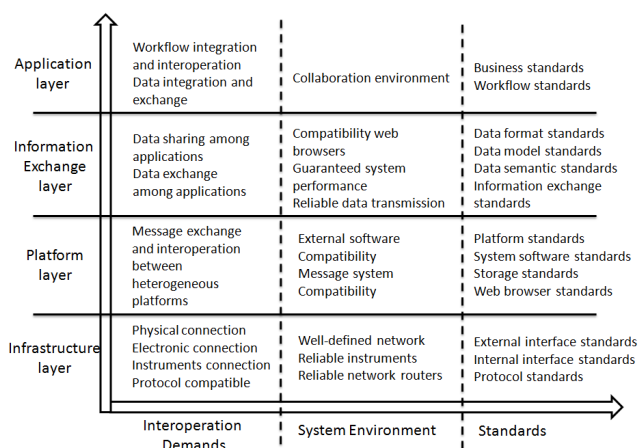 Application
layer
Workflow integration
and interoperation
Data integration and
exchange
Collaboration environment
Business standards
Workflow standards
Information
Exchange
layer
Data sharing among
applications
Data exchange
among applications
Compatibility web
browsers
Guaranteed system
performance
Reliable data transmission
Data format standards
Data model standards
Data semantic standards
Information exchange
standards
Platform
layer
Message exchange
and interoperation
between
heterogeneous
platforms
External software
Compatibility
Message system
Compatibility
Platform standards
System software standards
Storage standards
Web browser standards
Infrastructure
layer
Physical connection
Electronic connection
Instruments connection
Protocol compatible
Well-defined network
Reliable instruments
Reliable network routers
External interface standards
Internal interface standards
Protocol standards
Interoperation
Demands
System Environment
Standards